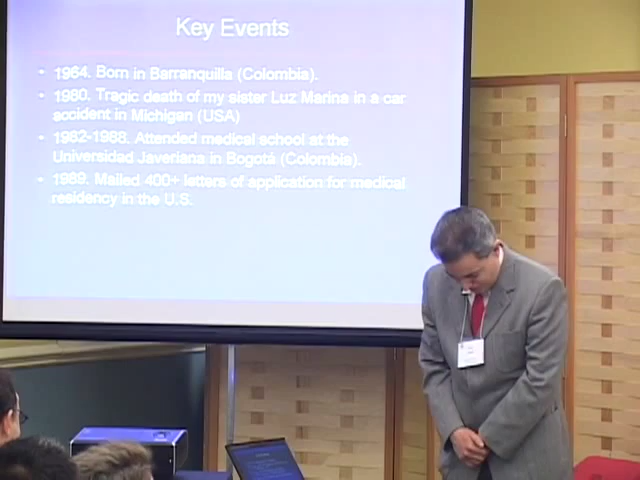 Key Events
• 1964. Born in Barranquilla (Colombia).
• 1980. Tragic death of my sister Luz Marina in a car
accident in Michigan (USA)
• 1982-1988. Attended medical school at the
Universidad Javeriana in Bogotá (Colombia).
• 1989. Mailed 400+ letters of application for medical
residency in the U.S.